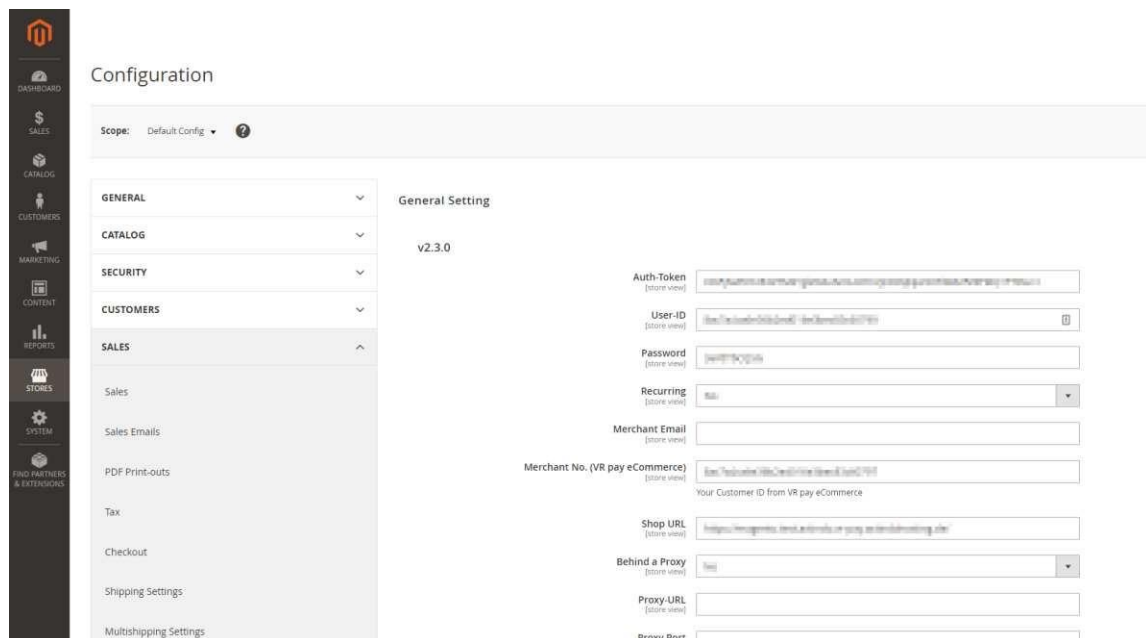 Configuration
DASHBOARD
$
SALES
CATALOG
CUSTOMERS
MARKETING
CONTENT
REPORTS
STORES
SYSTEM
FIND PARTNERS
& EXTENSIONS
Scope: Default Config ?
GENERAL
CATALOG
SECURITY
CUSTOMERS
SALES
Sales
Sales Emails
PDF Print-outs
Tax
Checkout
Shipping Settings
Multishipping Settings
General Setting
v2.3.0
Auth-Token
[store view]
User-ID
[store view]
Password
[store view]
Recurring
[store view]
Merchant Email
[store view]
Merchant No. (VR pay eCommerce)
[store view]
Your Customer ID from VR pay eCommerce
Shop URL
[store view]
Behind a Proxy
[store view]
Proxy-URL
[store view]
Proxy Port